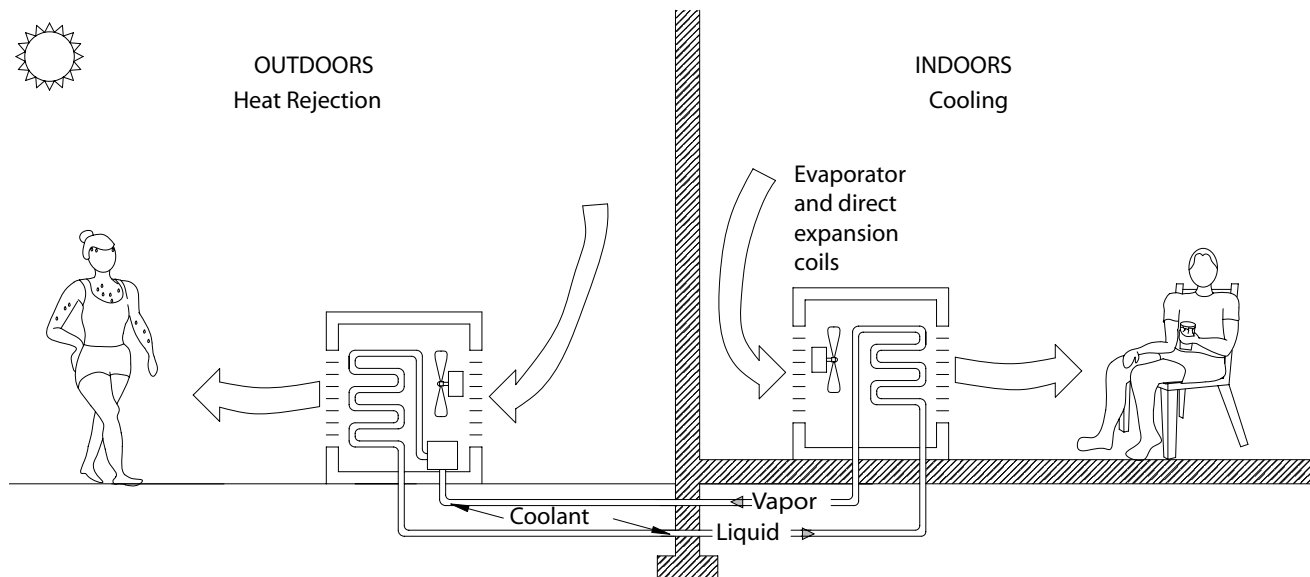 OUTDOORS
Heat Rejection
INDOORS
Cooling
Evaporator
and direct
expansion
coils
Vapor
Coolant
Liquid